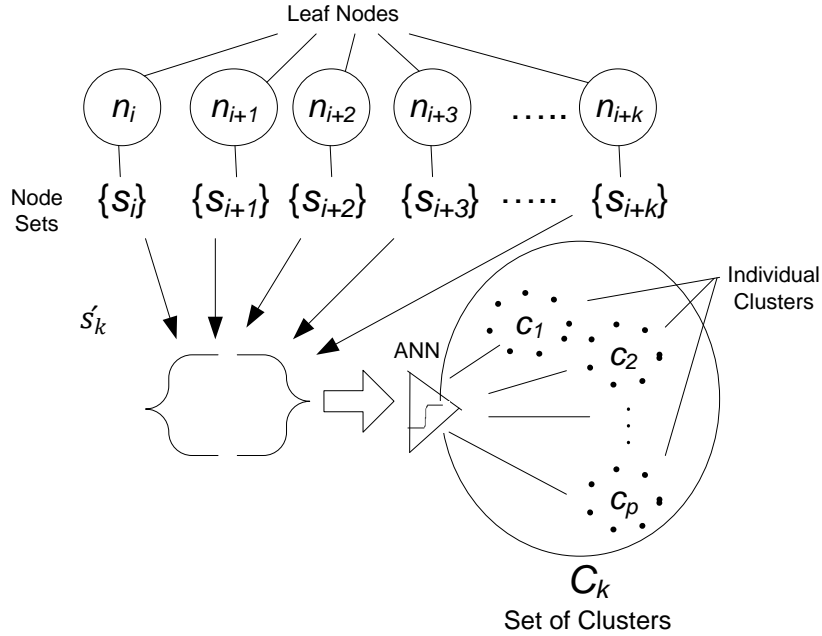 Leaf Nodes
nᵢ nᵢ₊₁ nᵢ₊₂ nᵢ₊₃ ..... nᵢ₊ₖ
Node Sets {sᵢ} {sᵢ₊₁} {sᵢ₊₂} {sᵢ₊₃} ..... {sᵢ₊ₖ}
Individual Clusters
s′ₖ
ANN
c₁
c₂
cₚ
Cₖ
Set of Clusters